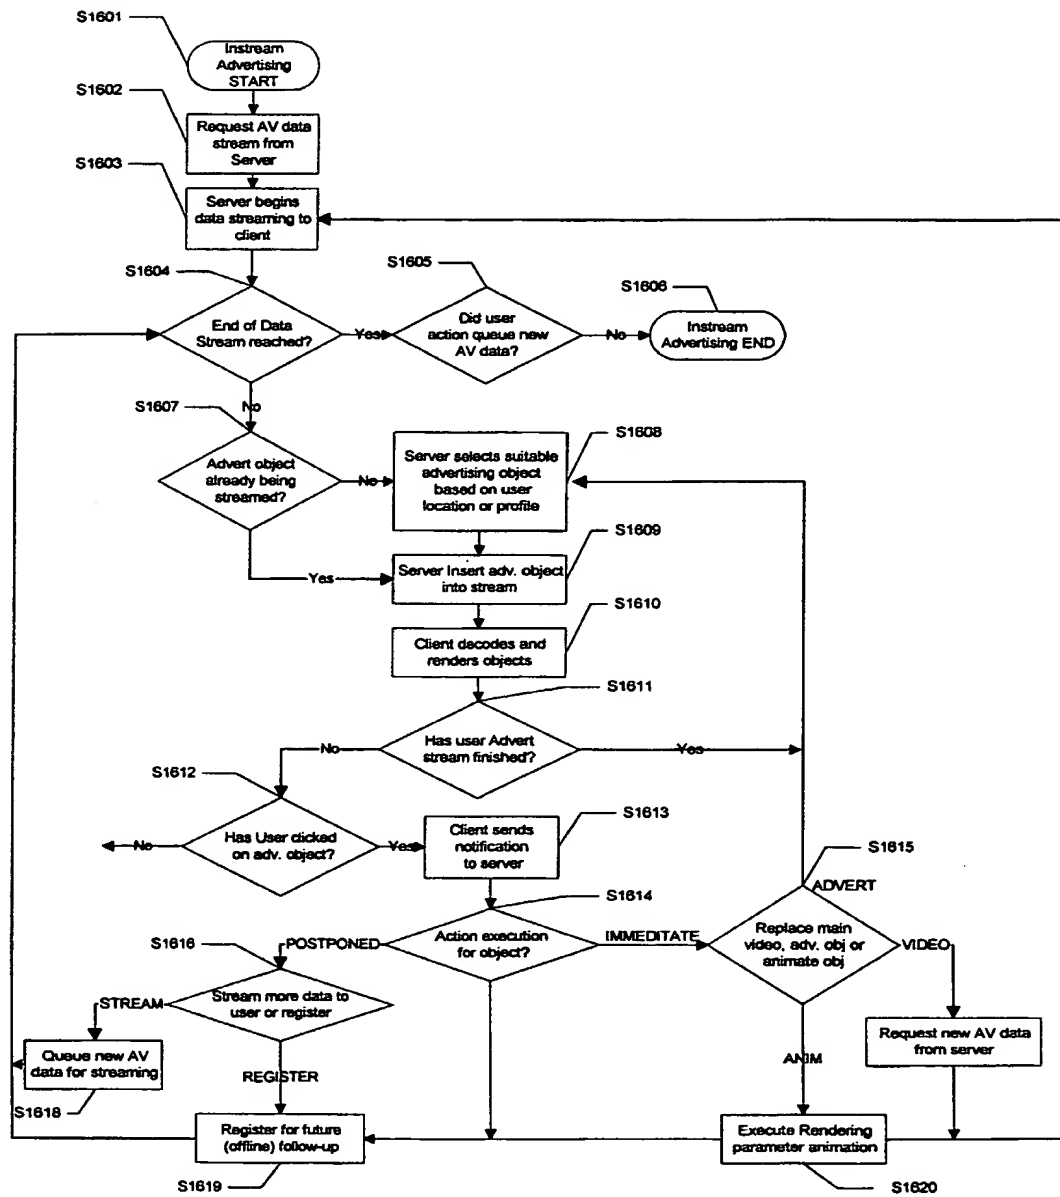 S1601
Instream
Advertising
START
S1602
Request AV data
stream from
Server
S1603
Server begins
data streaming to
client
S1604
End of Data
Stream reached?
Yes
S1605
Did user
action queue new
AV data?
No
S1606
Instream
Advertising END
No
S1607
Advert object
already being
streamed?
No
S1608
Server selects suitable
advertising object
based on user
location or profile
Yes
S1609
Server Insert adv. object
into stream
S1610
Client decodes and
renders objects
S1611
Has user Advert
stream finished?
No
Yes
S1612
Has User clicked
on adv. object?
No
Yes
S1613
Client sends
notification
to server
S1614
Action execution
for object?
POSTPONED
IMMEDITATE
S1615
ADVERT
Replace main
video, adv. obj or
animate obj
VIDEO
S1616
Stream more data to
user or register
STREAM
Queue new AV
data for streaming
S1618
REGISTER
ANIM
Request new AV data
from server
Register for future
(offline) follow-up
S1619
Execute Rendering
parameter animation
S1620